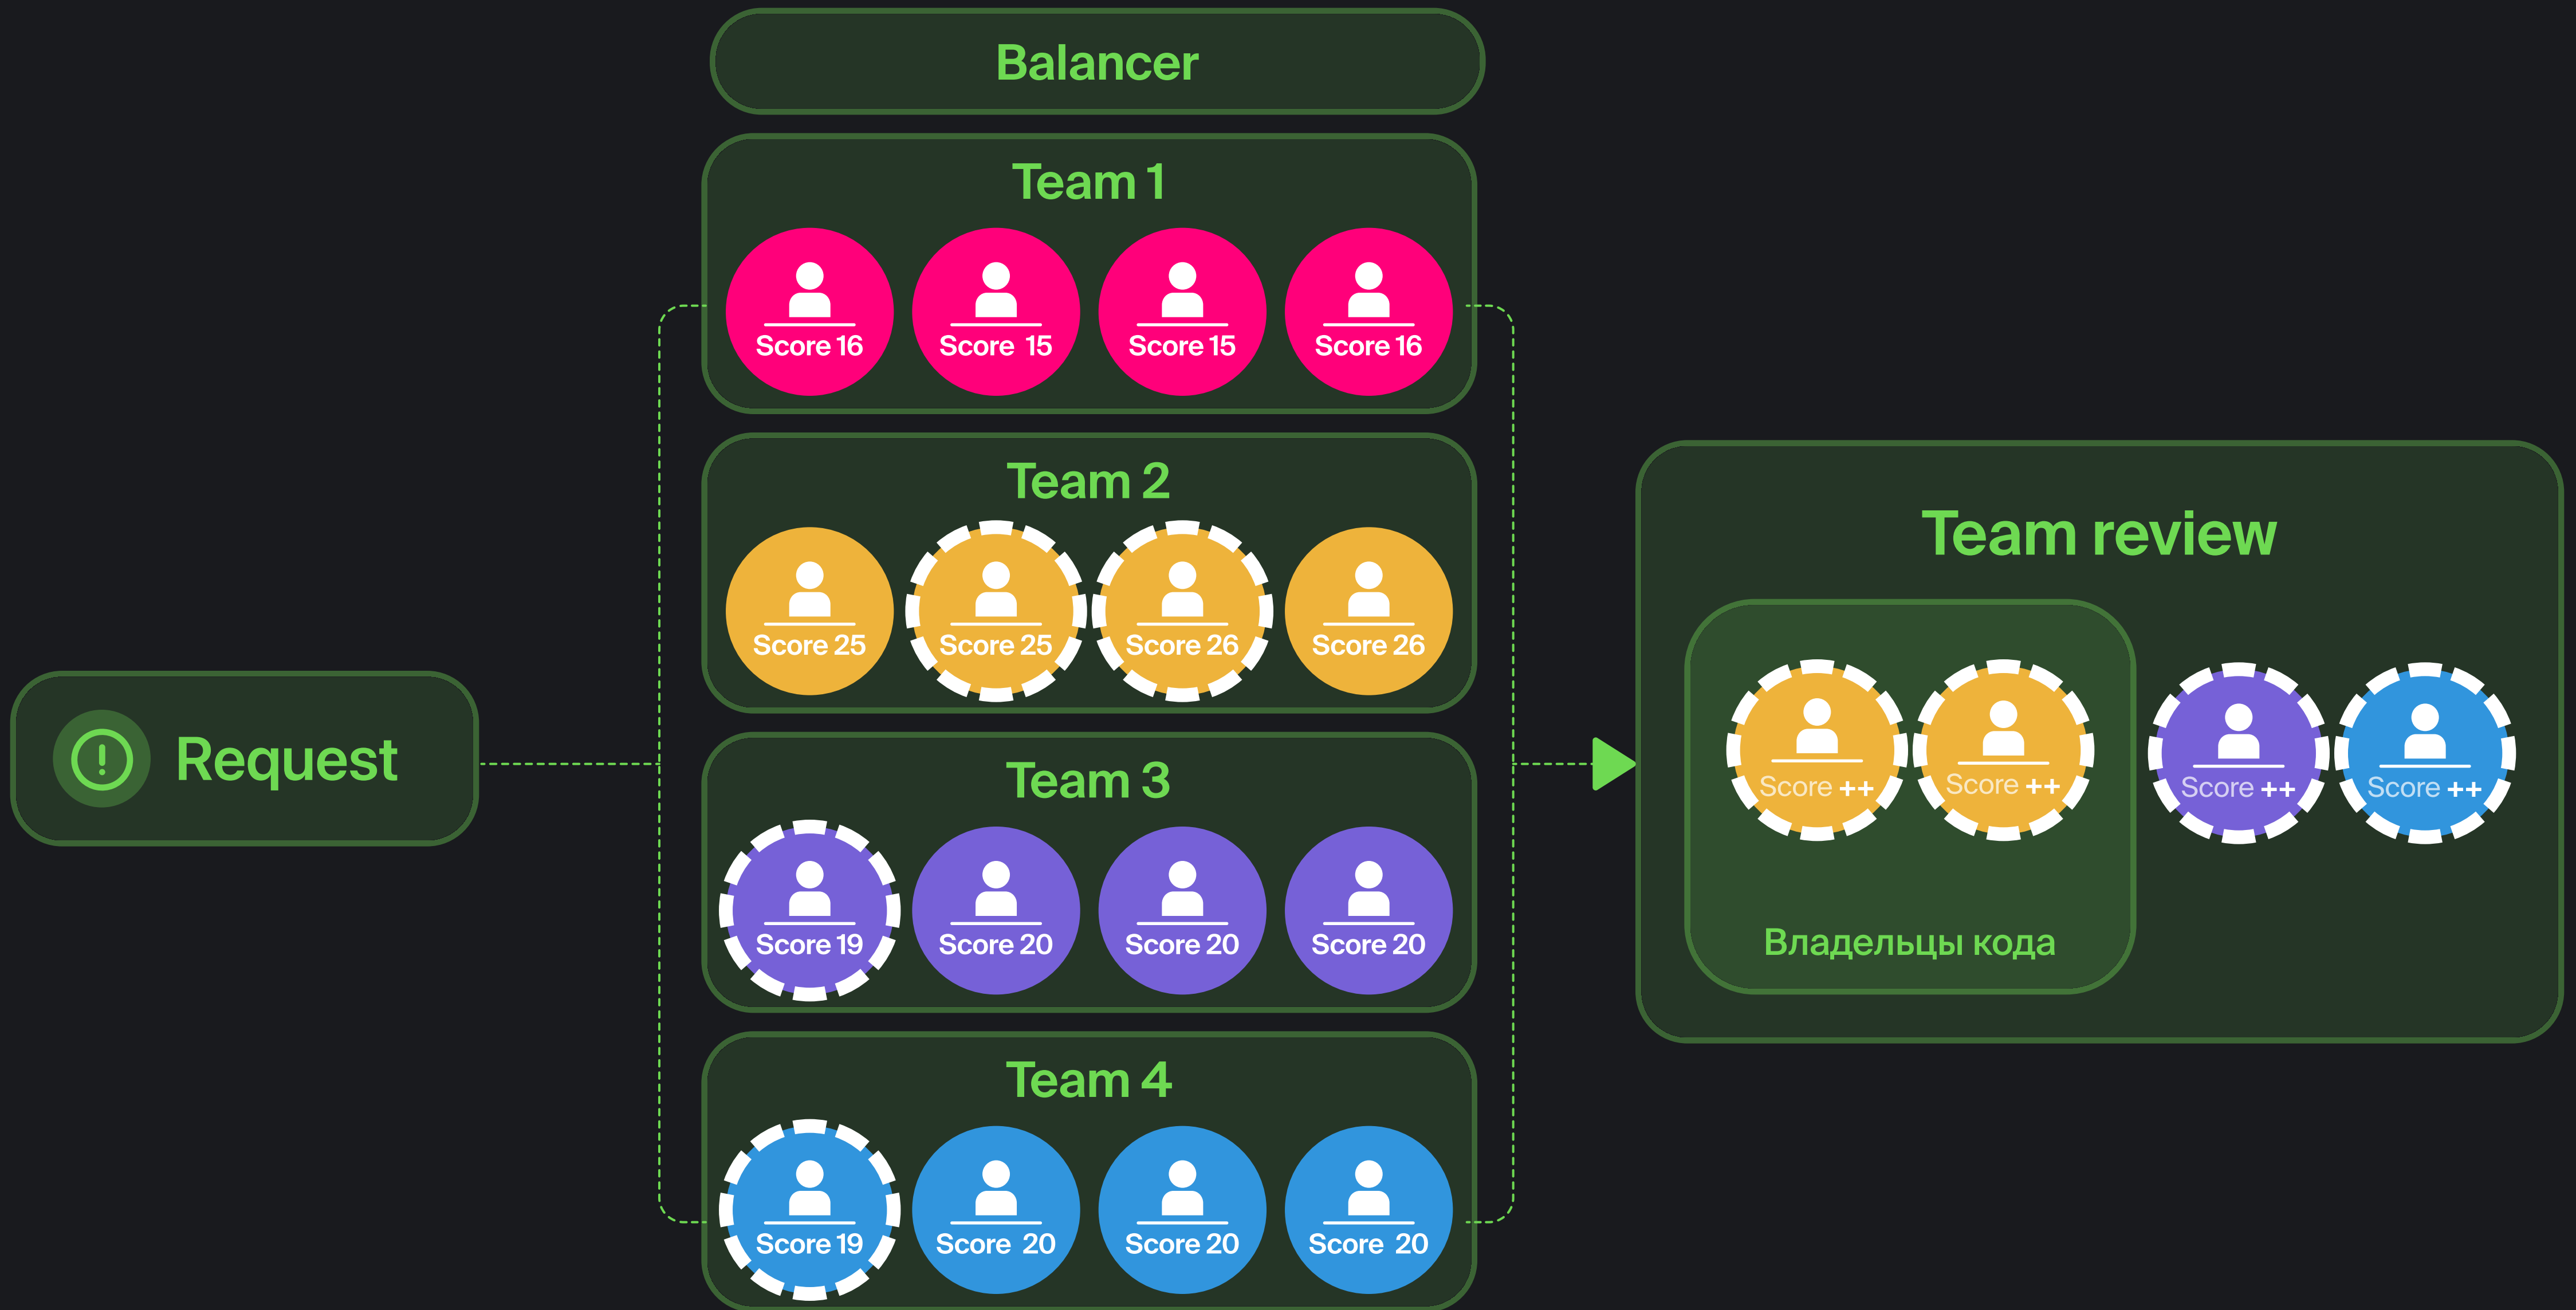 Balancer
Team 1
Score 16
Score 15
Score 15
Score 16
Team 2
Score 25
Score 25
Score 26
Score 26
Request
Team 3
Score 19
Score 20
Score 20
Score 20
Team 4
Score 19
Score 20
Score 20
Score 20
Team review
Score ++
Score ++
Score ++
Score ++
Владельцы кода